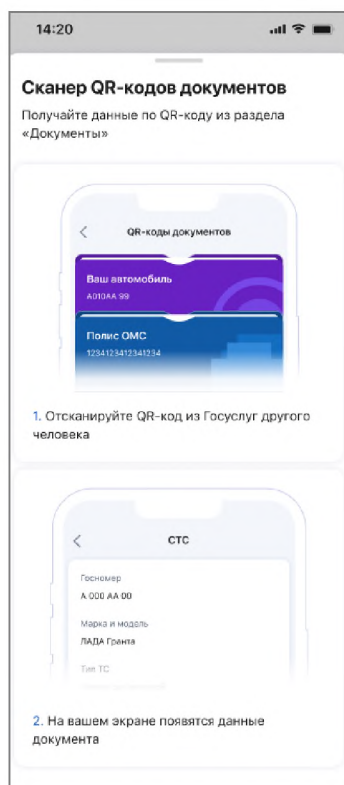 14:20
Сканер QR-кодов документов
Получайте данные по QR-коду из раздела
«Документы»
QR-коды документов
Ваш автомобиль
А010АА 99
Полис ОМС
1234123412341234
1. Отсканируйте QR-код из Госуслуг другого
человека
СТС
Госномер
А 000 АА 00
Марка и модель
ЛАДА Гранта
Тип ТС
2. На вашем экране появятся данные
документа